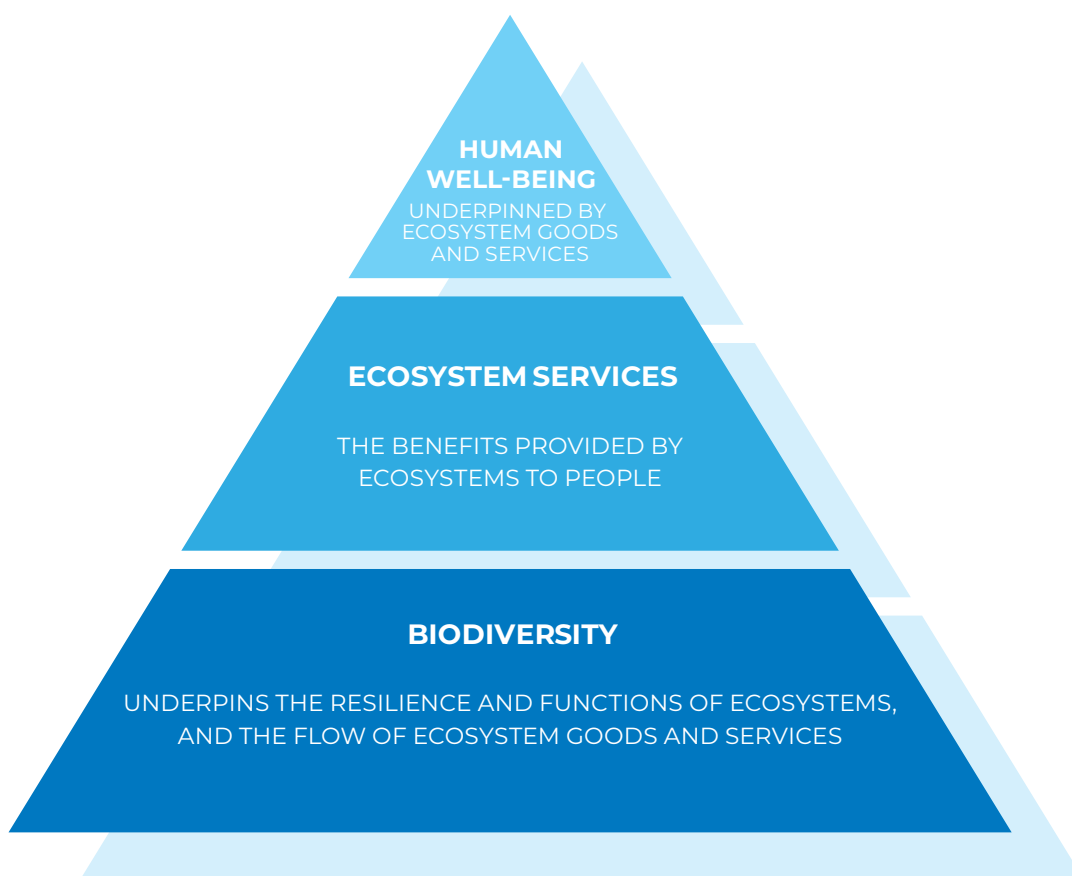 HUMAN
WELL-BEING
UNDERPINNED BY
ECOSYSTEM GOODS
AND SERVICES
ECOSYSTEM SERVICES
THE BENEFITS PROVIDED BY
ECOSYSTEMS TO PEOPLE
BIODIVERSITY
UNDERPINS THE RESILIENCE AND FUNCTIONS OF ECOSYSTEMS,
AND THE FLOW OF ECOSYSTEM GOODS AND SERVICES